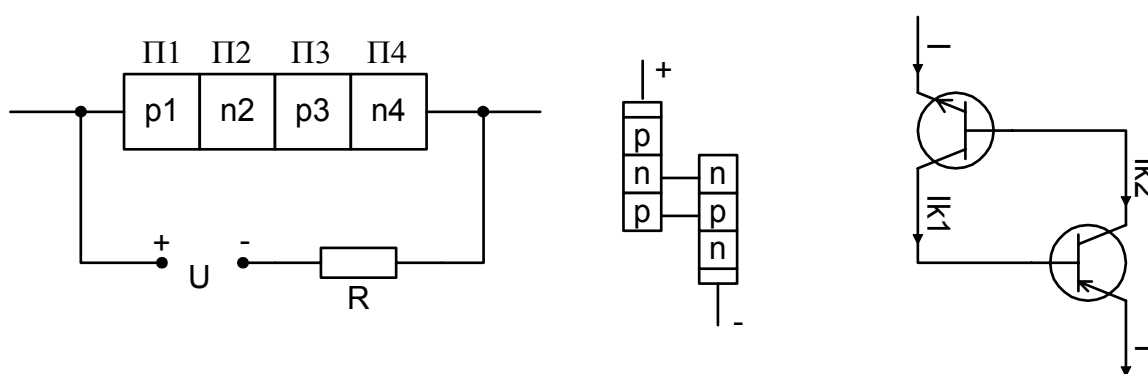 П1 П2 П3 П4
p1 n2 p3 n4
+ - U
R
+
p
n n
p p
n
-
I
Ik1
Ik2
I